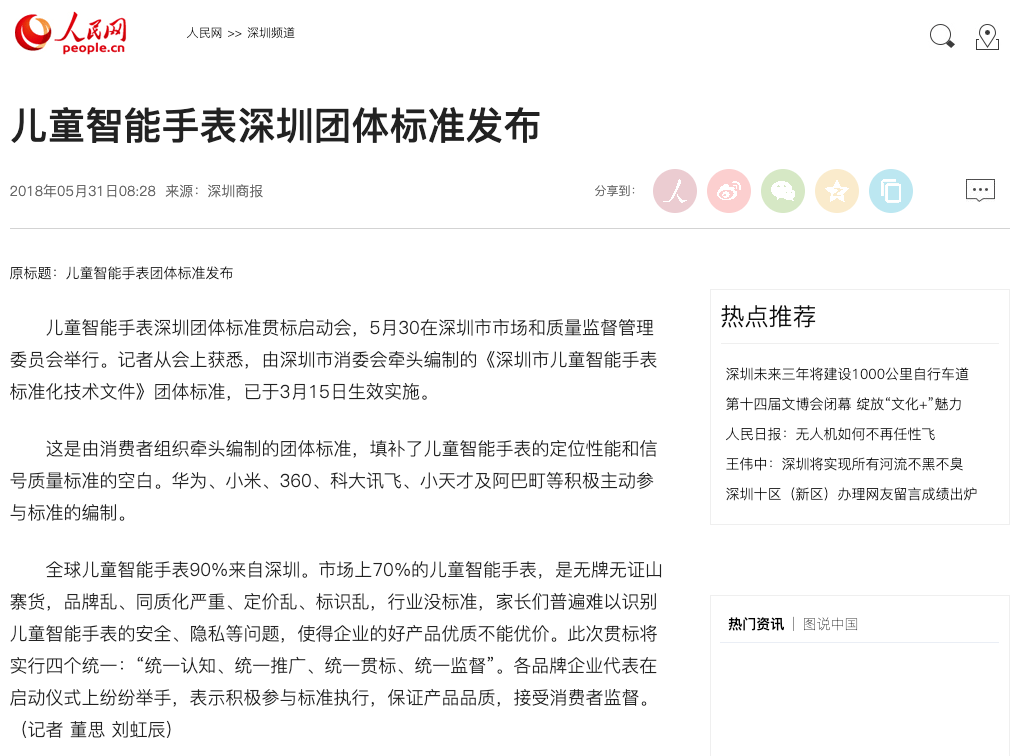 人民网
people.cn
人民网 >> 深圳频道
儿童智能手表深圳团体标准发布
2018年05月31日08:28 来源：深圳商报
分享到：
人
原标题：儿童智能手表团体标准发布
儿童智能手表深圳团体标准贯标启动会，5月30在深圳市市场和质量监督管理
委员会举行。记者从会上获悉，由深圳市消委会牵头编制的《深圳市儿童智能手表
标准化技术文件》团体标准，已于3月15日生效实施。
这是由消费者组织牵头编制的团体标准，填补了儿童智能手表的定位性能和信
号质量标准的空白。华为、小米、360、科大讯飞、小天才及阿巴町等积极主动参
与标准的编制。
全球儿童智能手表90%来自深圳。市场上70%的儿童智能手表，是无牌无证山
寨货，品牌乱、同质化严重、定价乱、标识乱，行业没标准，家长们普遍难以识别
儿童智能手表的安全、隐私等问题，使得企业的好产品优质不能优价。此次贯标将
实行四个统一：“统一认知、统一推广、统一贯标、统一监督”。各品牌企业代表在
启动仪式上纷纷举手，表示积极参与标准执行，保证产品品质，接受消费者监督。
（记者 董思 刘虹辰）
热点推荐
深圳未来三年将建设1000公里自行车道
第十四届文博会闭幕 绽放“文化+”魅力
人民日报：无人机如何不再任性飞
王伟中：深圳将实现所有河流不黑不臭
深圳十区（新区）办理网友留言成绩出炉
热门资讯｜图说中国